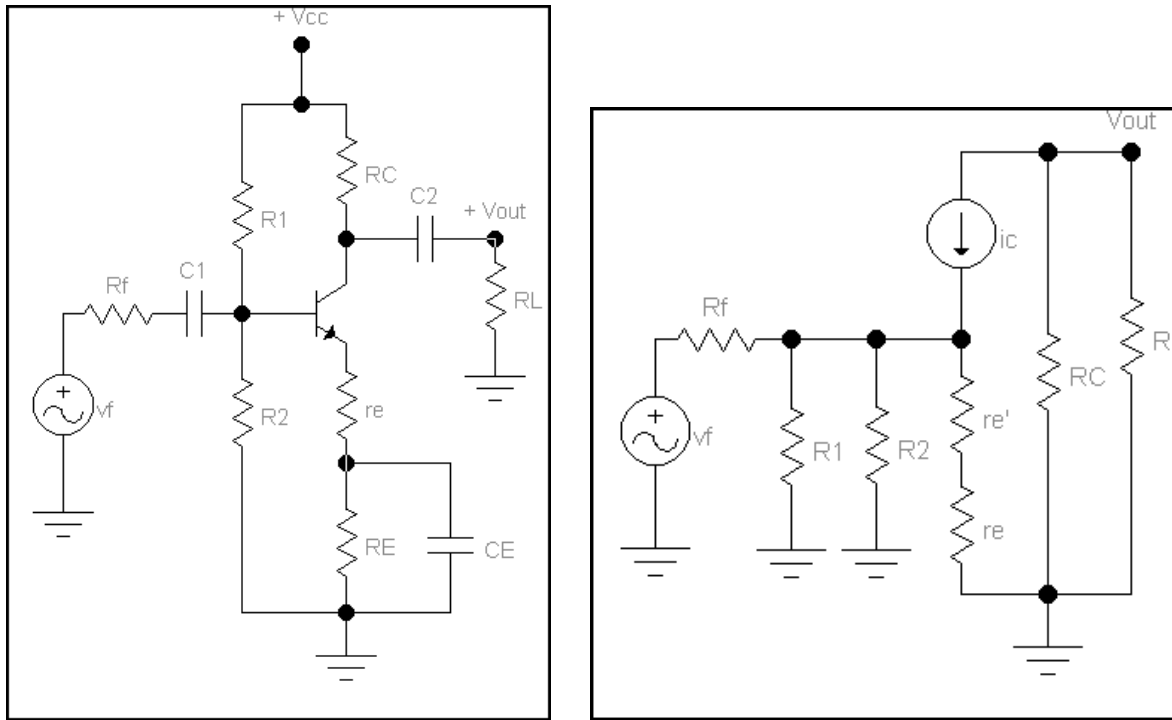 + Vcc
RC
C2
R1
+ Vout
Rf
C1
RL
vf
R2
re
RE
CE
Vout
ic
Rf
R
RC
re'
vf
R1
R2
re